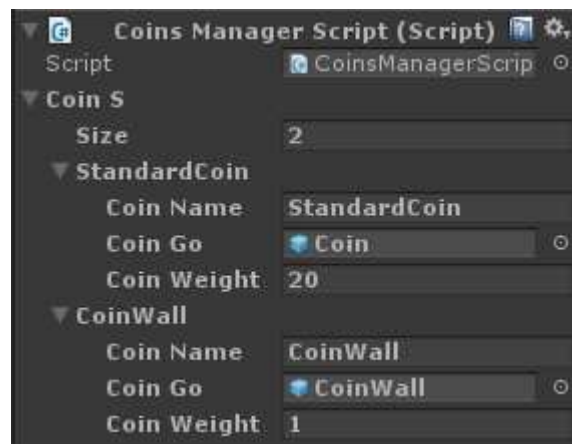 Coins Manager Script (Script)
Script CoinsManagerScrip
Coin S
Size 2
StandardCoin
Coin Name StandardCoin
Coin Go Coin
Coin Weight 20
CoinWall
Coin Name CoinWall
Coin Go CoinWall
Coin Weight 1